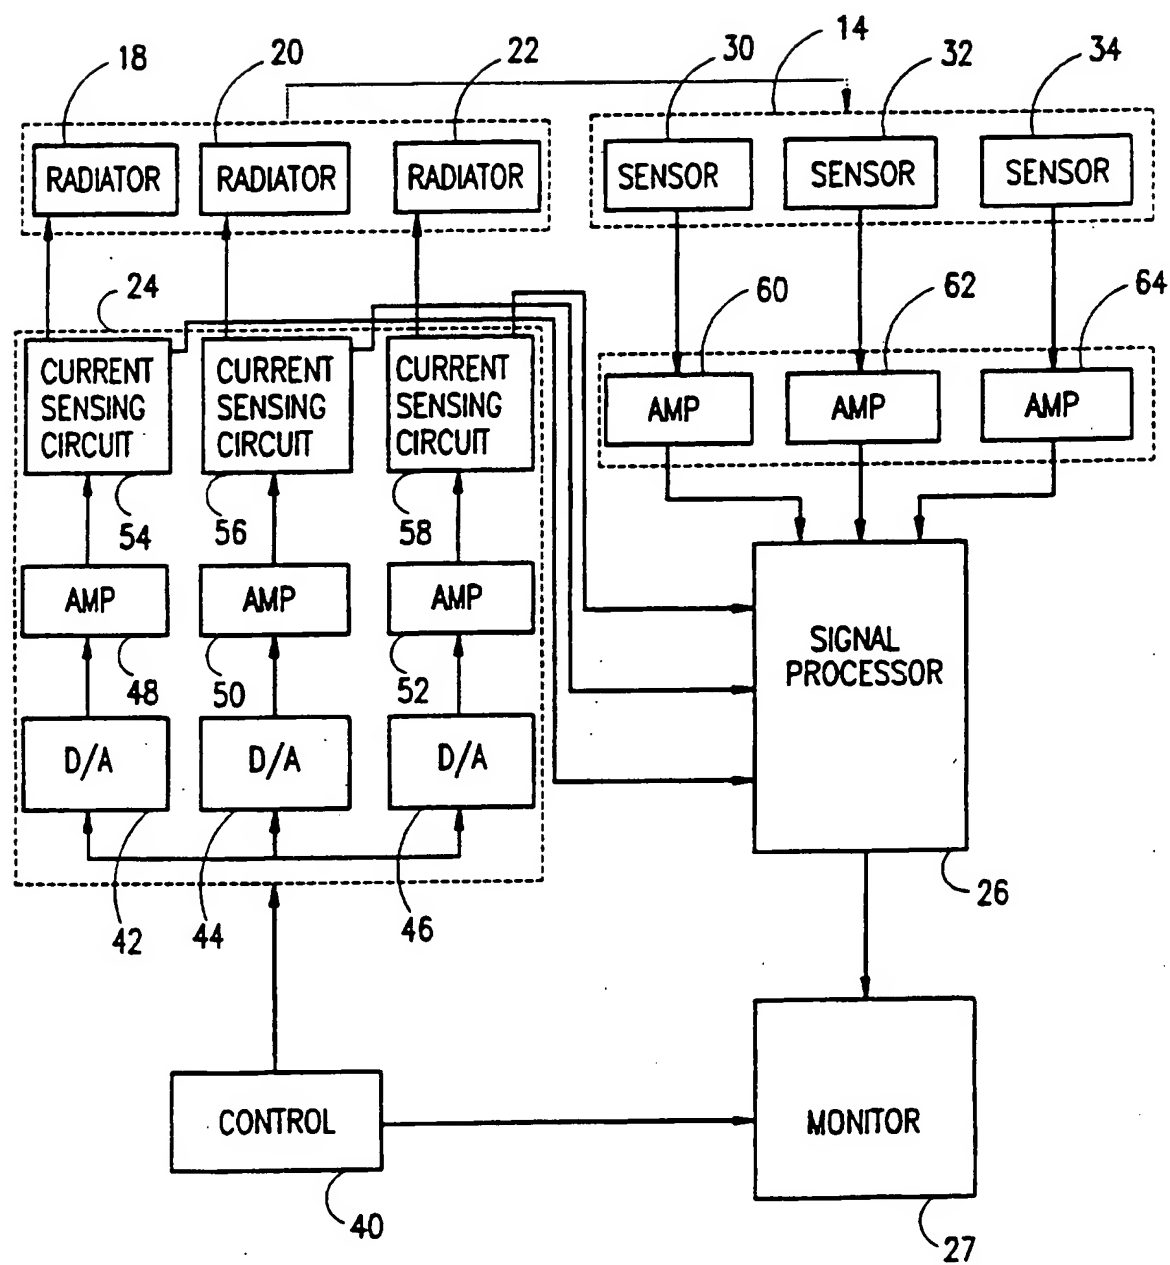 18
20
22
30
14
32
34
RADIATOR
RADIATOR
RADIATOR
SENSOR
SENSOR
SENSOR
24
60
62
64
CURRENT
SENSING
CIRCUIT
CURRENT
SENSING
CIRCUIT
CURRENT
SENSING
CIRCUIT
AMP
AMP
AMP
54
56
58
AMP
AMP
AMP
SIGNAL
PROCESSOR
48
50
52
D/A
D/A
D/A
26
42
44
46
CONTROL
MONITOR
40
27